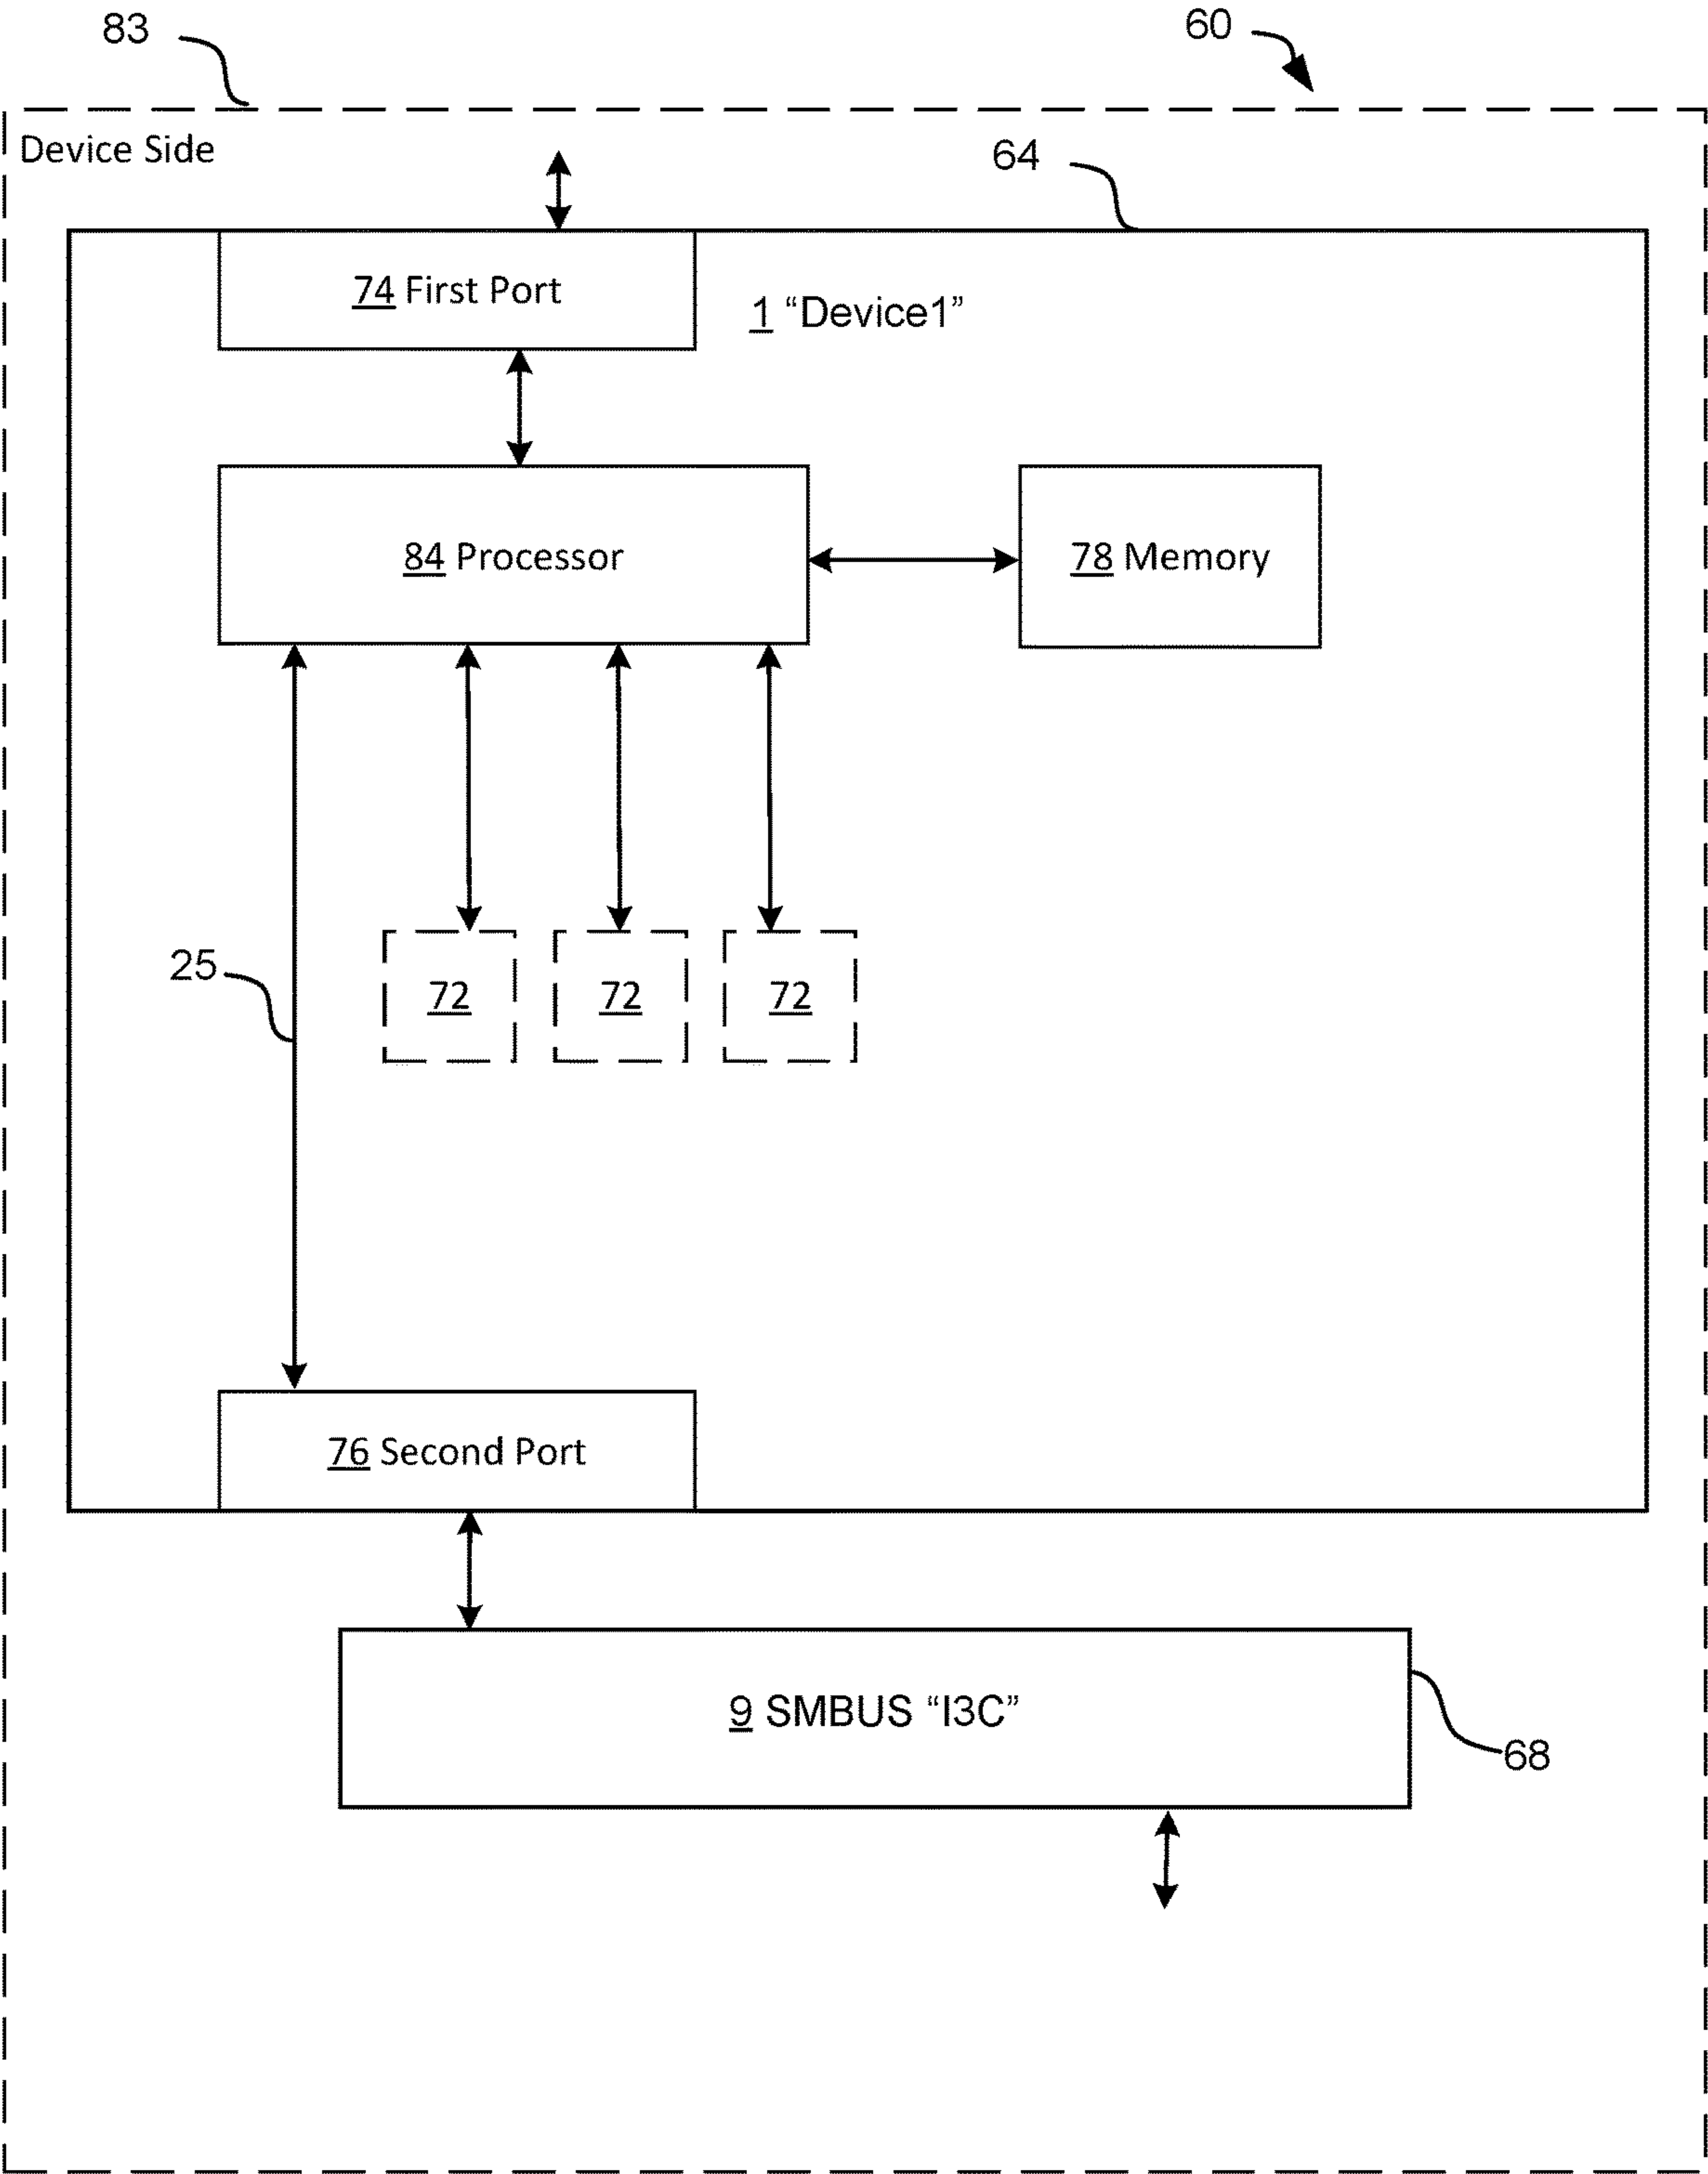 83
60
Device Side
64
74 First Port
1 “Device1”
84 Processor
78 Memory
25
72 72 72
76 Second Port
9 SMBUS “I3C”
68